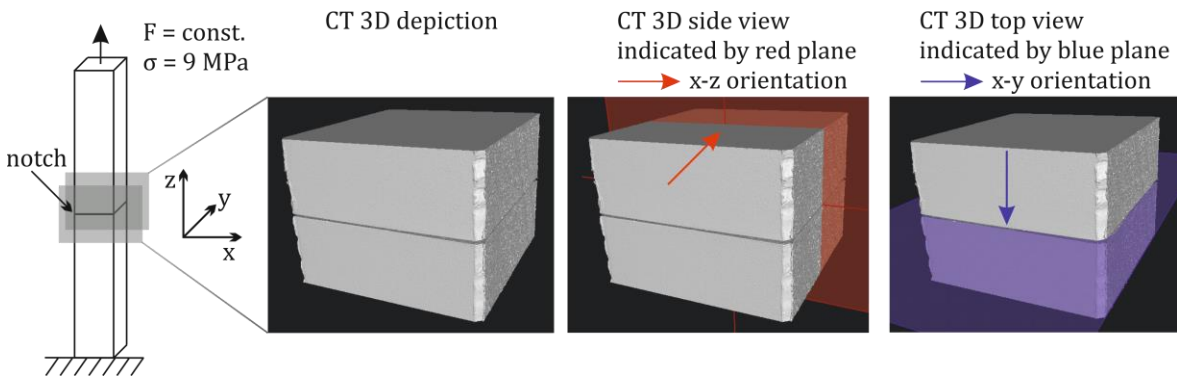 F = const.
σ = 9 MPa
notch
z
y
x
CT 3D depiction
CT 3D side view
indicated by red plane
x-z orientation
CT 3D top view
indicated by blue plane
x-y orientation